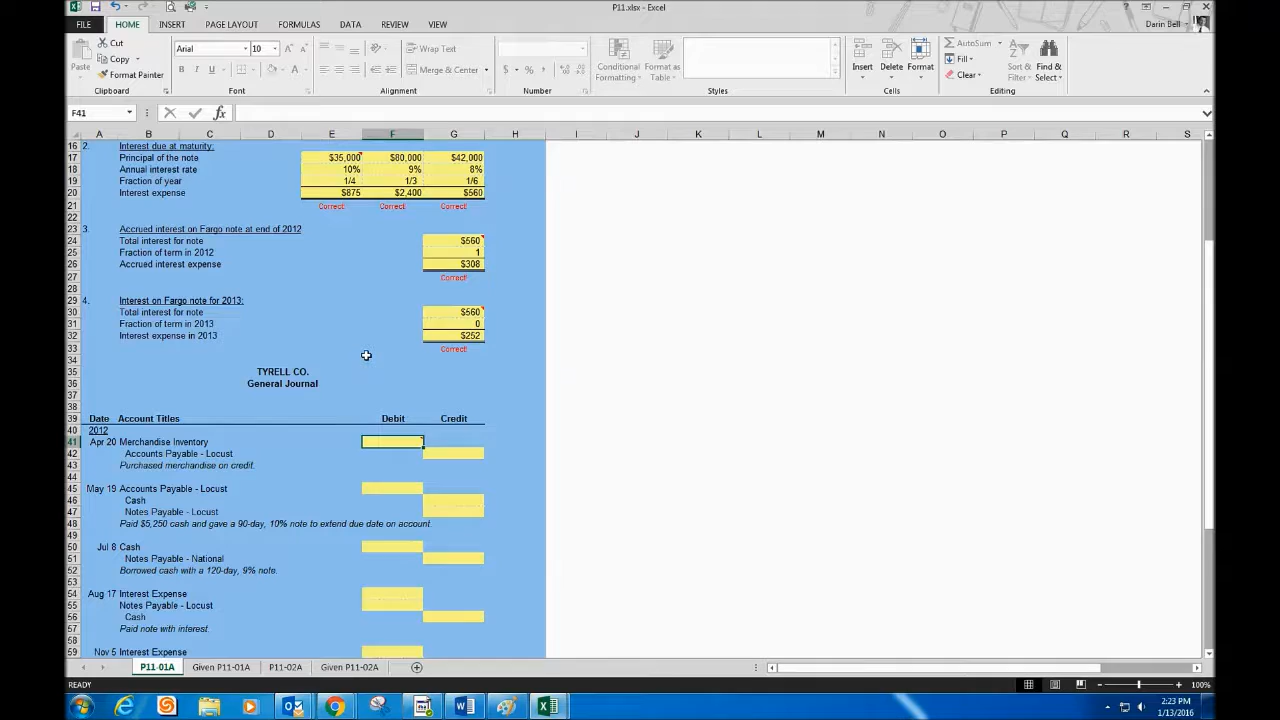 P11.xlsx - Excel
Darin Bell
FILE HOME INSERT PAGE LAYOUT FORMULAS DATA REVIEW VIEW
Paste
Cut
Copy
Format Painter
Arial 10
B I U
Wrap Text
Merge & Center
$ % ,
Conditional Formatting
Format as Table
Insert Delete Format
AutoSum
Fill
Clear
Sort & Filter
Find & Select
Clipboard Font Alignment Number Styles Cells Editing
F41 fx
A B C D E F G H I J K L M N O P Q R S
16 2. Interest due at maturity:
17 Principal of the note $35,000 $80,000 $42,000
18 Annual interest rate 10% 9% 8%
19 Fraction of year 1/4 1/3 1/6
20 Interest expense $875 $2,400 $560
21 Correct! Correct! Correct!
22
23 3. Accrued interest on Fargo note at end of 2012
24 Total interest for note $560
25 Fraction of term in 2012 1
26 Accrued interest expense $308
27 Correct!
28
29 4. Interest on Fargo note for 2013:
30 Total interest for note $560
31 Fraction of term in 2013 0
32 Interest expense in 2013 $252
33 Correct!
34
35 TYRELL CO.
36 General Journal
37
38
39 Date Account Titles Debit Credit
40 2012
41 Apr 20 Merchandise Inventory
42 Accounts Payable - Locust
43 Purchased merchandise on credit.
44
45 May 19 Accounts Payable - Locust
46 Cash
47 Notes Payable - Locust
48 Paid $5,250 cash and gave a 90-day, 10% note to extend due date on account.
49
50 Jul 8 Cash
51 Notes Payable - National
52 Borrowed cash with a 120-day, 9% note.
53
54 Aug 17 Interest Expense
55 Notes Payable - Locust
56 Cash
57 Paid note with interest.
58
59 Nov 5 Interest Expense
P11-01A Given P11-01A P11-02A Given P11-02A
READY 100%
2:23 PM
1/13/2016